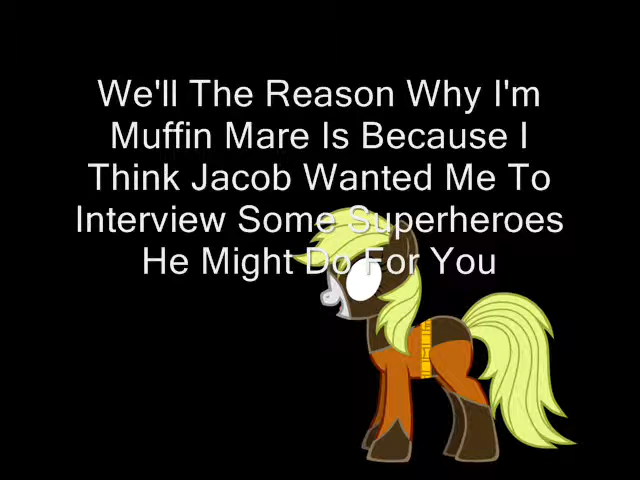 We'll The Reason Why I'm
Muffin Mare Is Because I
Think Jacob Wanted Me To
Interview Some Superheroes
He Might Do For You